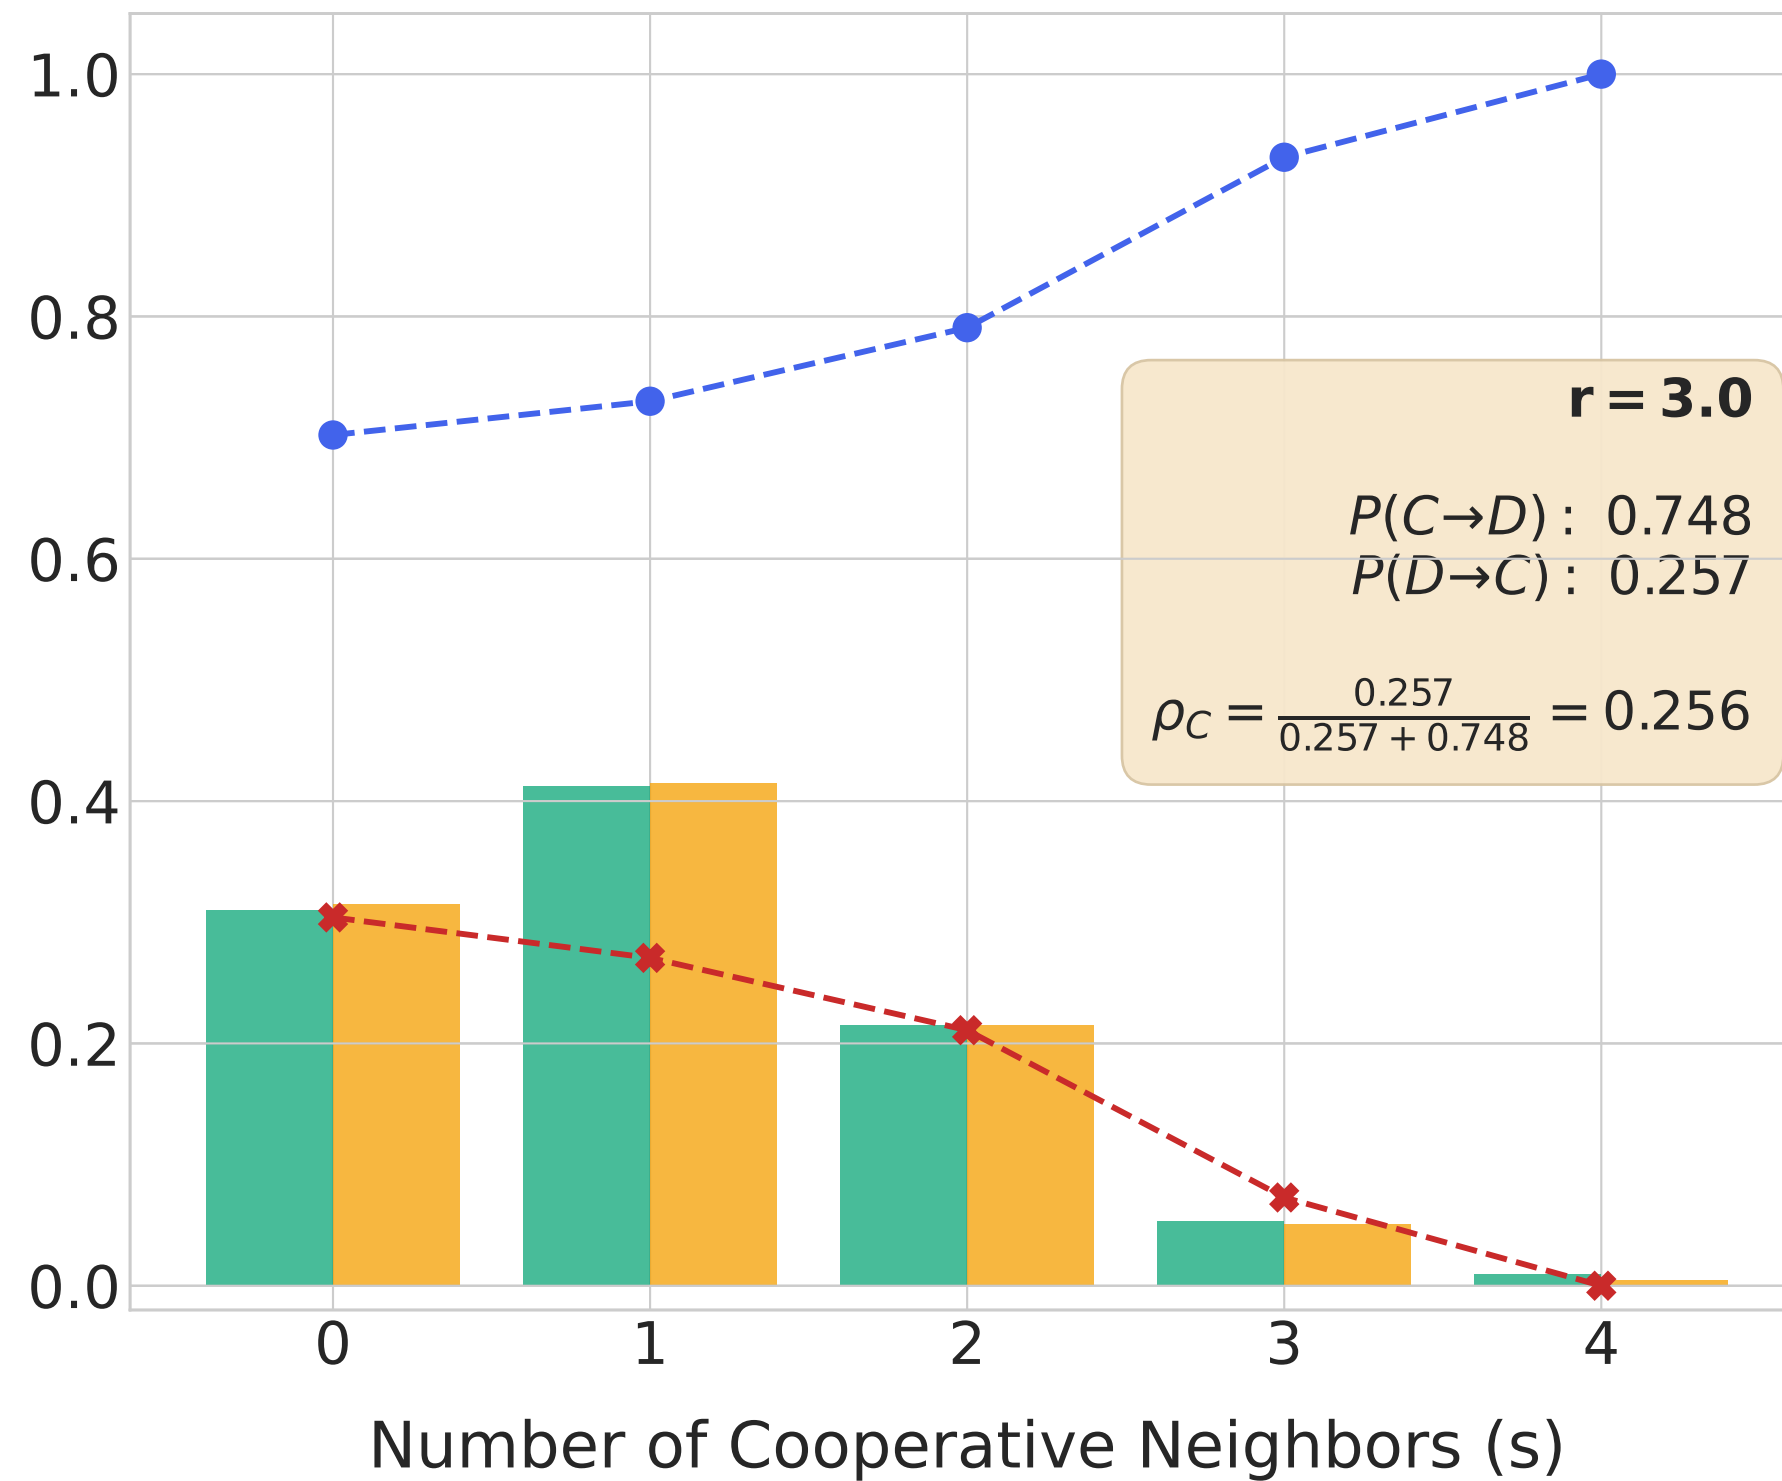 1.0
0.8
0.6
0.4
0.2
0.0
r = 3.0
P(C→D) : 0.748
P(D→C) : 0.257
ρ_C = 0.257 / (0.257 + 0.748) = 0.256
0 1 2 3 4
Number of Cooperative Neighbors (s)